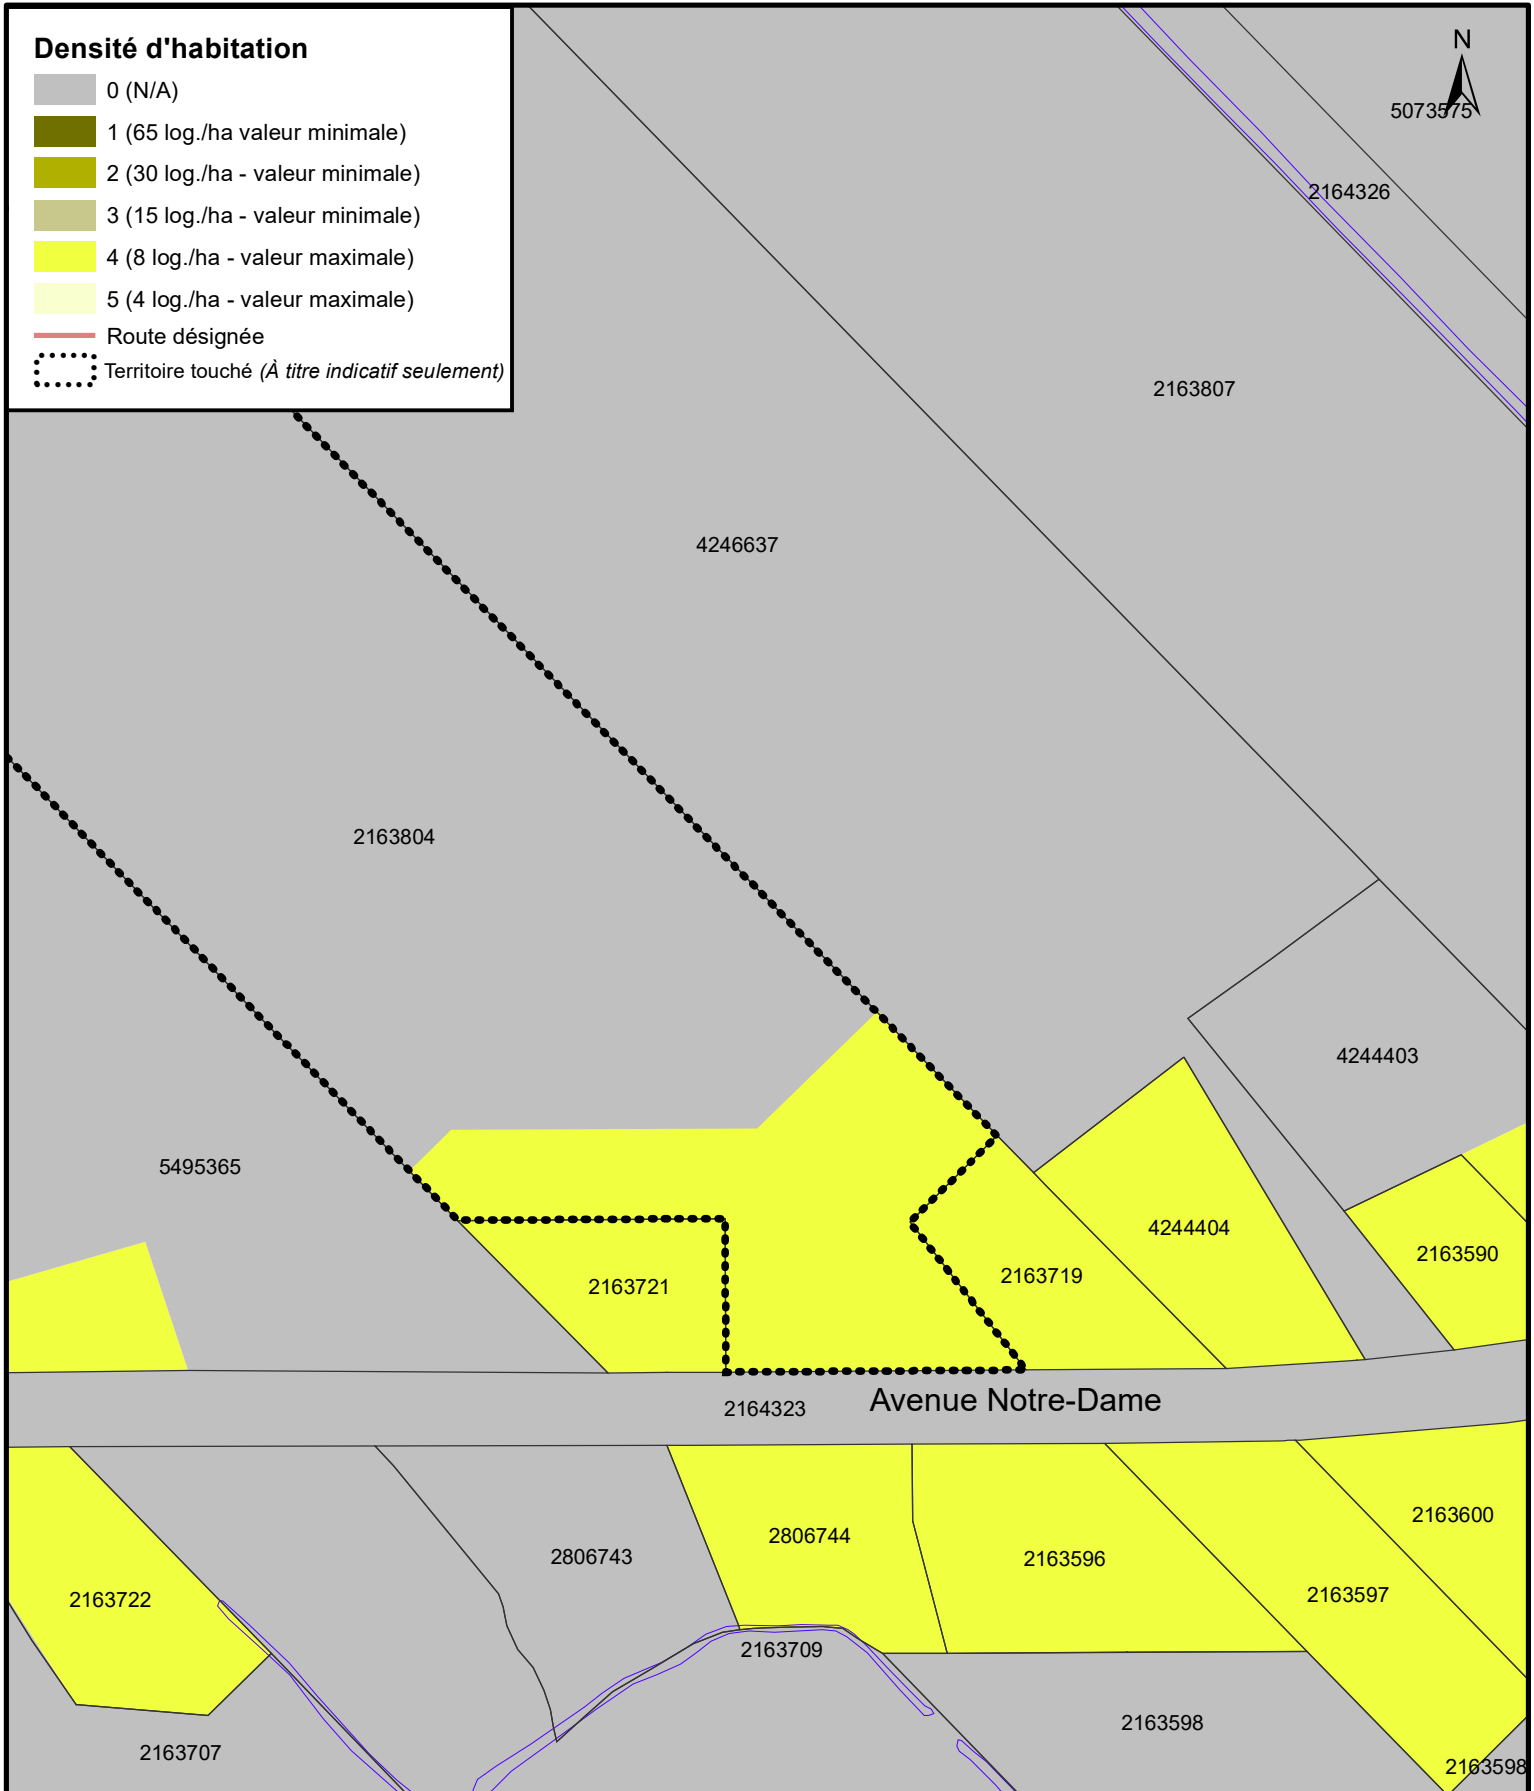 Densité d'habitation
0 (N/A)
1 (65 log./ha valeur minimale)
2 (30 log./ha - valeur minimale)
3 (15 log./ha - valeur minimale)
4 (8 log./ha - valeur maximale)
5 (4 log./ha - valeur maximale)
Route désignée
Territoire touché (À titre indicatif seulement)
N
5073575
2164326
2163807
4246637
2163804
4244403
5495365
4244404
2163590
2163719
2163721
Avenue Notre-Dame
2164323
2163600
2806744
2806743
2163596
2163597
2163722
2163709
2163598
2163707
2163598